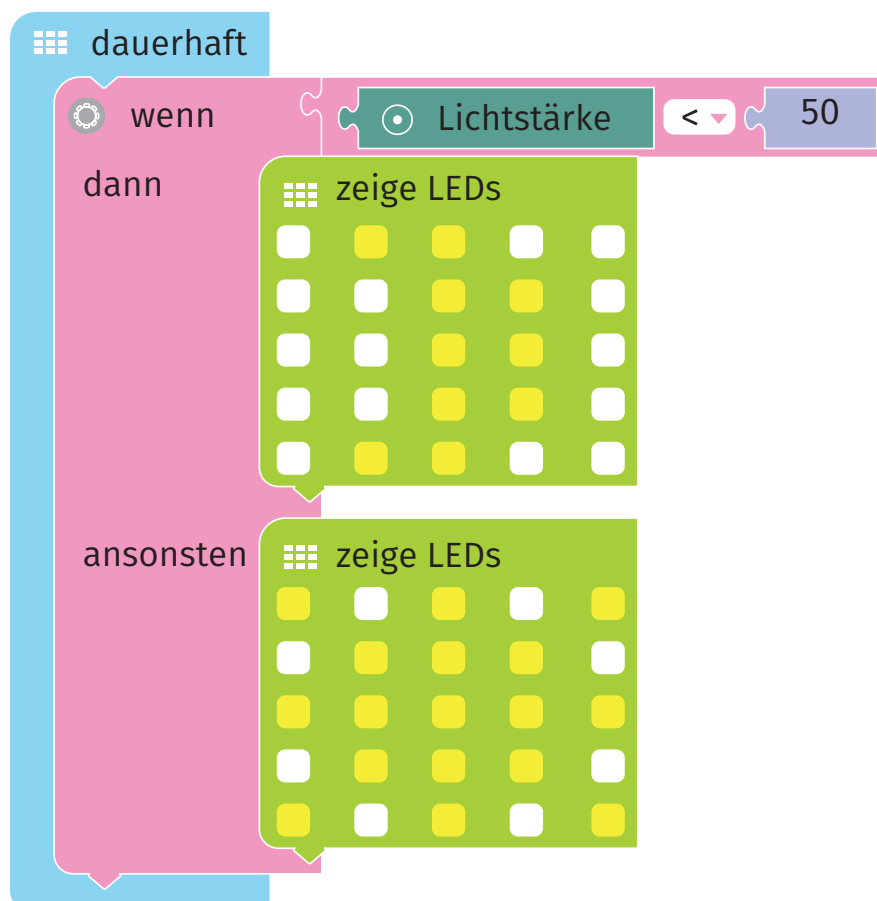 dauerhaft
wenn Lichtstärke < 50
dann zeige LEDs
ansonsten zeige LEDs